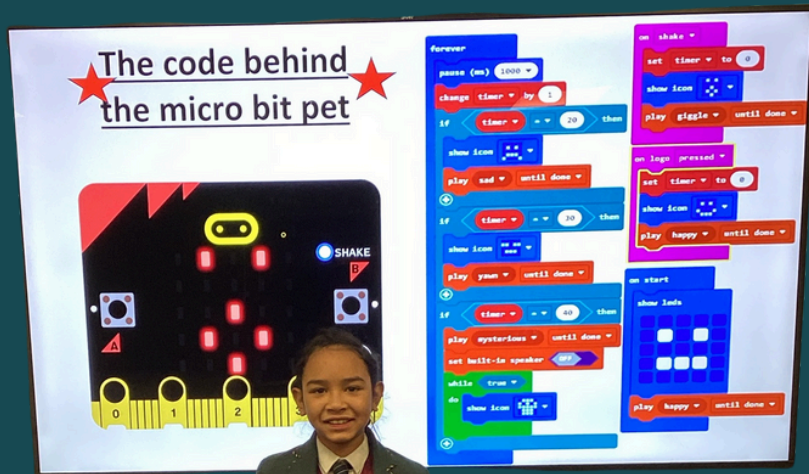 The code behind
the micro bit pet
SHAKE
B
A
0
1
2
forever
pause (ms) 1000
change timer by 1
if timer = 20 then
show icon
play sad until done
if timer = 30 then
show icon
play yawn until done
if timer = 40 then
play mysterious until done
set built-in speaker OFF
while true
do show icon
on shake
set timer to 0
show icon
play giggle until done
on logo pressed
set timer to 0
show icon
play happy until done
on start
show leds
play happy until done